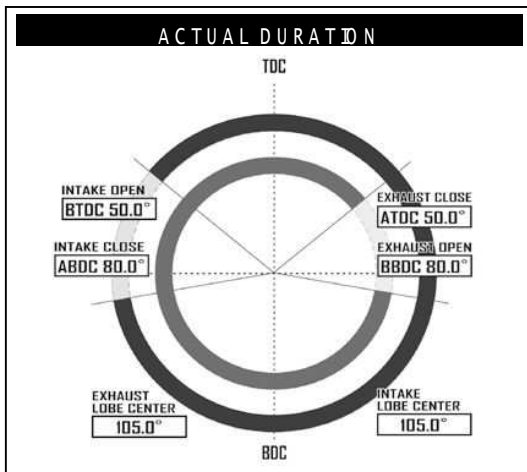 ACTUAL DURATION
TDC
INTAKE OPEN
BTDC 50.0°
EXHAUST CLOSE
ATDC 50.0°
INTAKE CLOSE
ABDC 80.0°
EXHAUST OPEN
BBDC 80.0°
EXHAUST
LOBE CENTER
105.0°
INTAKE
LOBE CENTER
105.0°
BDC